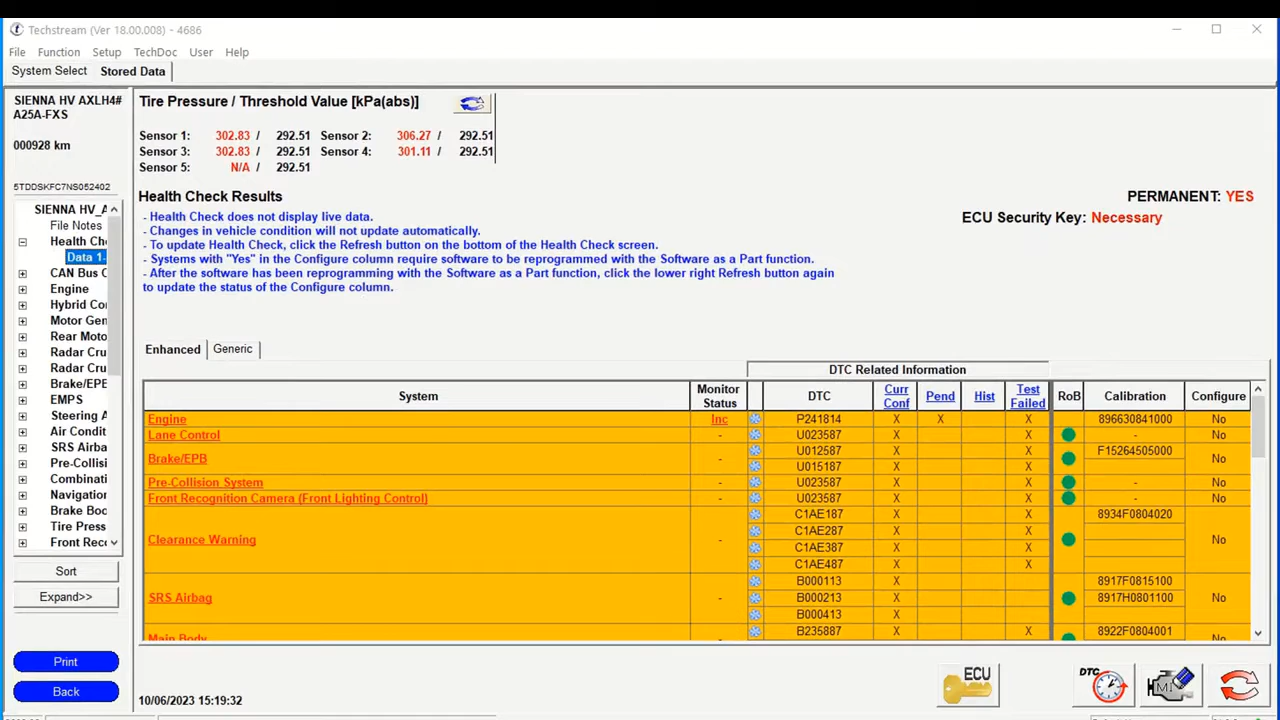 Techstream (Ver 18.00.008) - 4686
File Function Setup TechDoc User Help
System Select Stored Data
SIENNA HV AXLH4#
A25A-FXS
000928 km
5TDDSKFC7NS052402
SIENNA HV_A
File Notes
Health Che
Data 1-
CAN Bus C
Engine
Hybrid Con
Motor Gen
Rear Moto
Radar Cru
Radar Cru
Brake/EPB
EMPS
Steering A
Air Condit
SRS Airba
Pre-Collisi
Combinati
Navigation
Brake Boo
Tire Press
Front Reco
Sort
Expand>>
Print
Back
Tire Pressure / Threshold Value [kPa(abs)]
Sensor 1: 302.83 / 292.51 Sensor 2: 306.27 / 292.51
Sensor 3: 302.83 / 292.51 Sensor 4: 301.11 / 292.51
Sensor 5: N/A / 292.51
Health Check Results
PERMANENT: YES
ECU Security Key: Necessary
- Health Check does not display live data.
- Changes in vehicle condition will not update automatically.
- To update Health Check, click the Refresh button on the bottom of the Health Check screen.
- Systems with "Yes" in the Configure column require software to be reprogrammed with the Software as a Part function.
- After the software has been reprogramming with the Software as a Part function, click the lower right Refresh button again
to update the status of the Configure column.
Enhanced Generic
DTC Related Information
System Monitor Status DTC Curr Conf Pend Hist Test Failed RoB Calibration Configure
Engine Inc P241814 X X X 896630841000 No
Lane Control - U023587 X X - No
Brake/EPB - U012587 X X F15264505000 No
U015187 X X
Pre-Collision System - U023587 X X - No
Front Recognition Camera (Front Lighting Control) - U023587 X X - No
Clearance Warning - C1AE187 X X 8934F0804020 No
C1AE287 X X
C1AE387 X X
C1AE487 X X
SRS Airbag - B000113 X 8917F0815100 No
B000213 X 8917H0801100
B000413 X
Main Body B235887 X X 8922F0804001 No
10/06/2023 15:19:32
ECU
DTC
MI